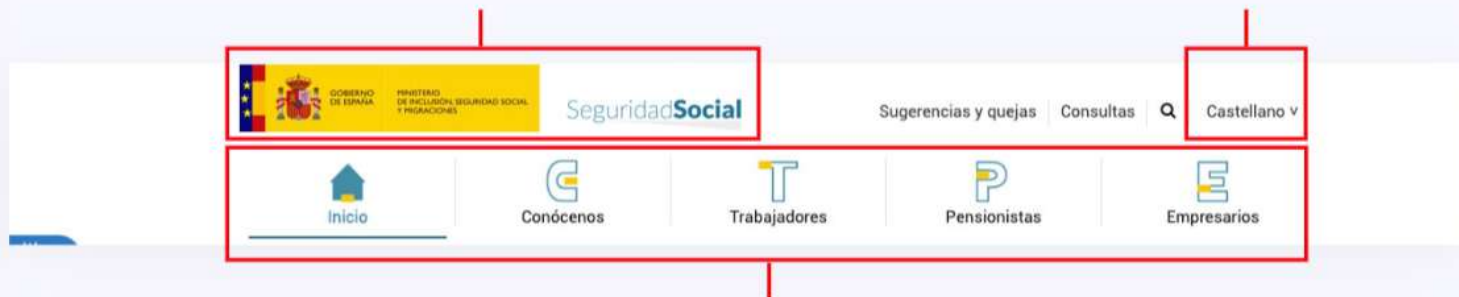 GOBIERNO
DE ESPAÑA
MINISTERIO
DE INCLUSIÓN, SEGURIDAD SOCIAL
Y MIGRACIONES
SeguridadSocial
Sugerencias y quejas
Consultas
Castellano
Inicio
Conócenos
Trabajadores
Pensionistas
Empresarios